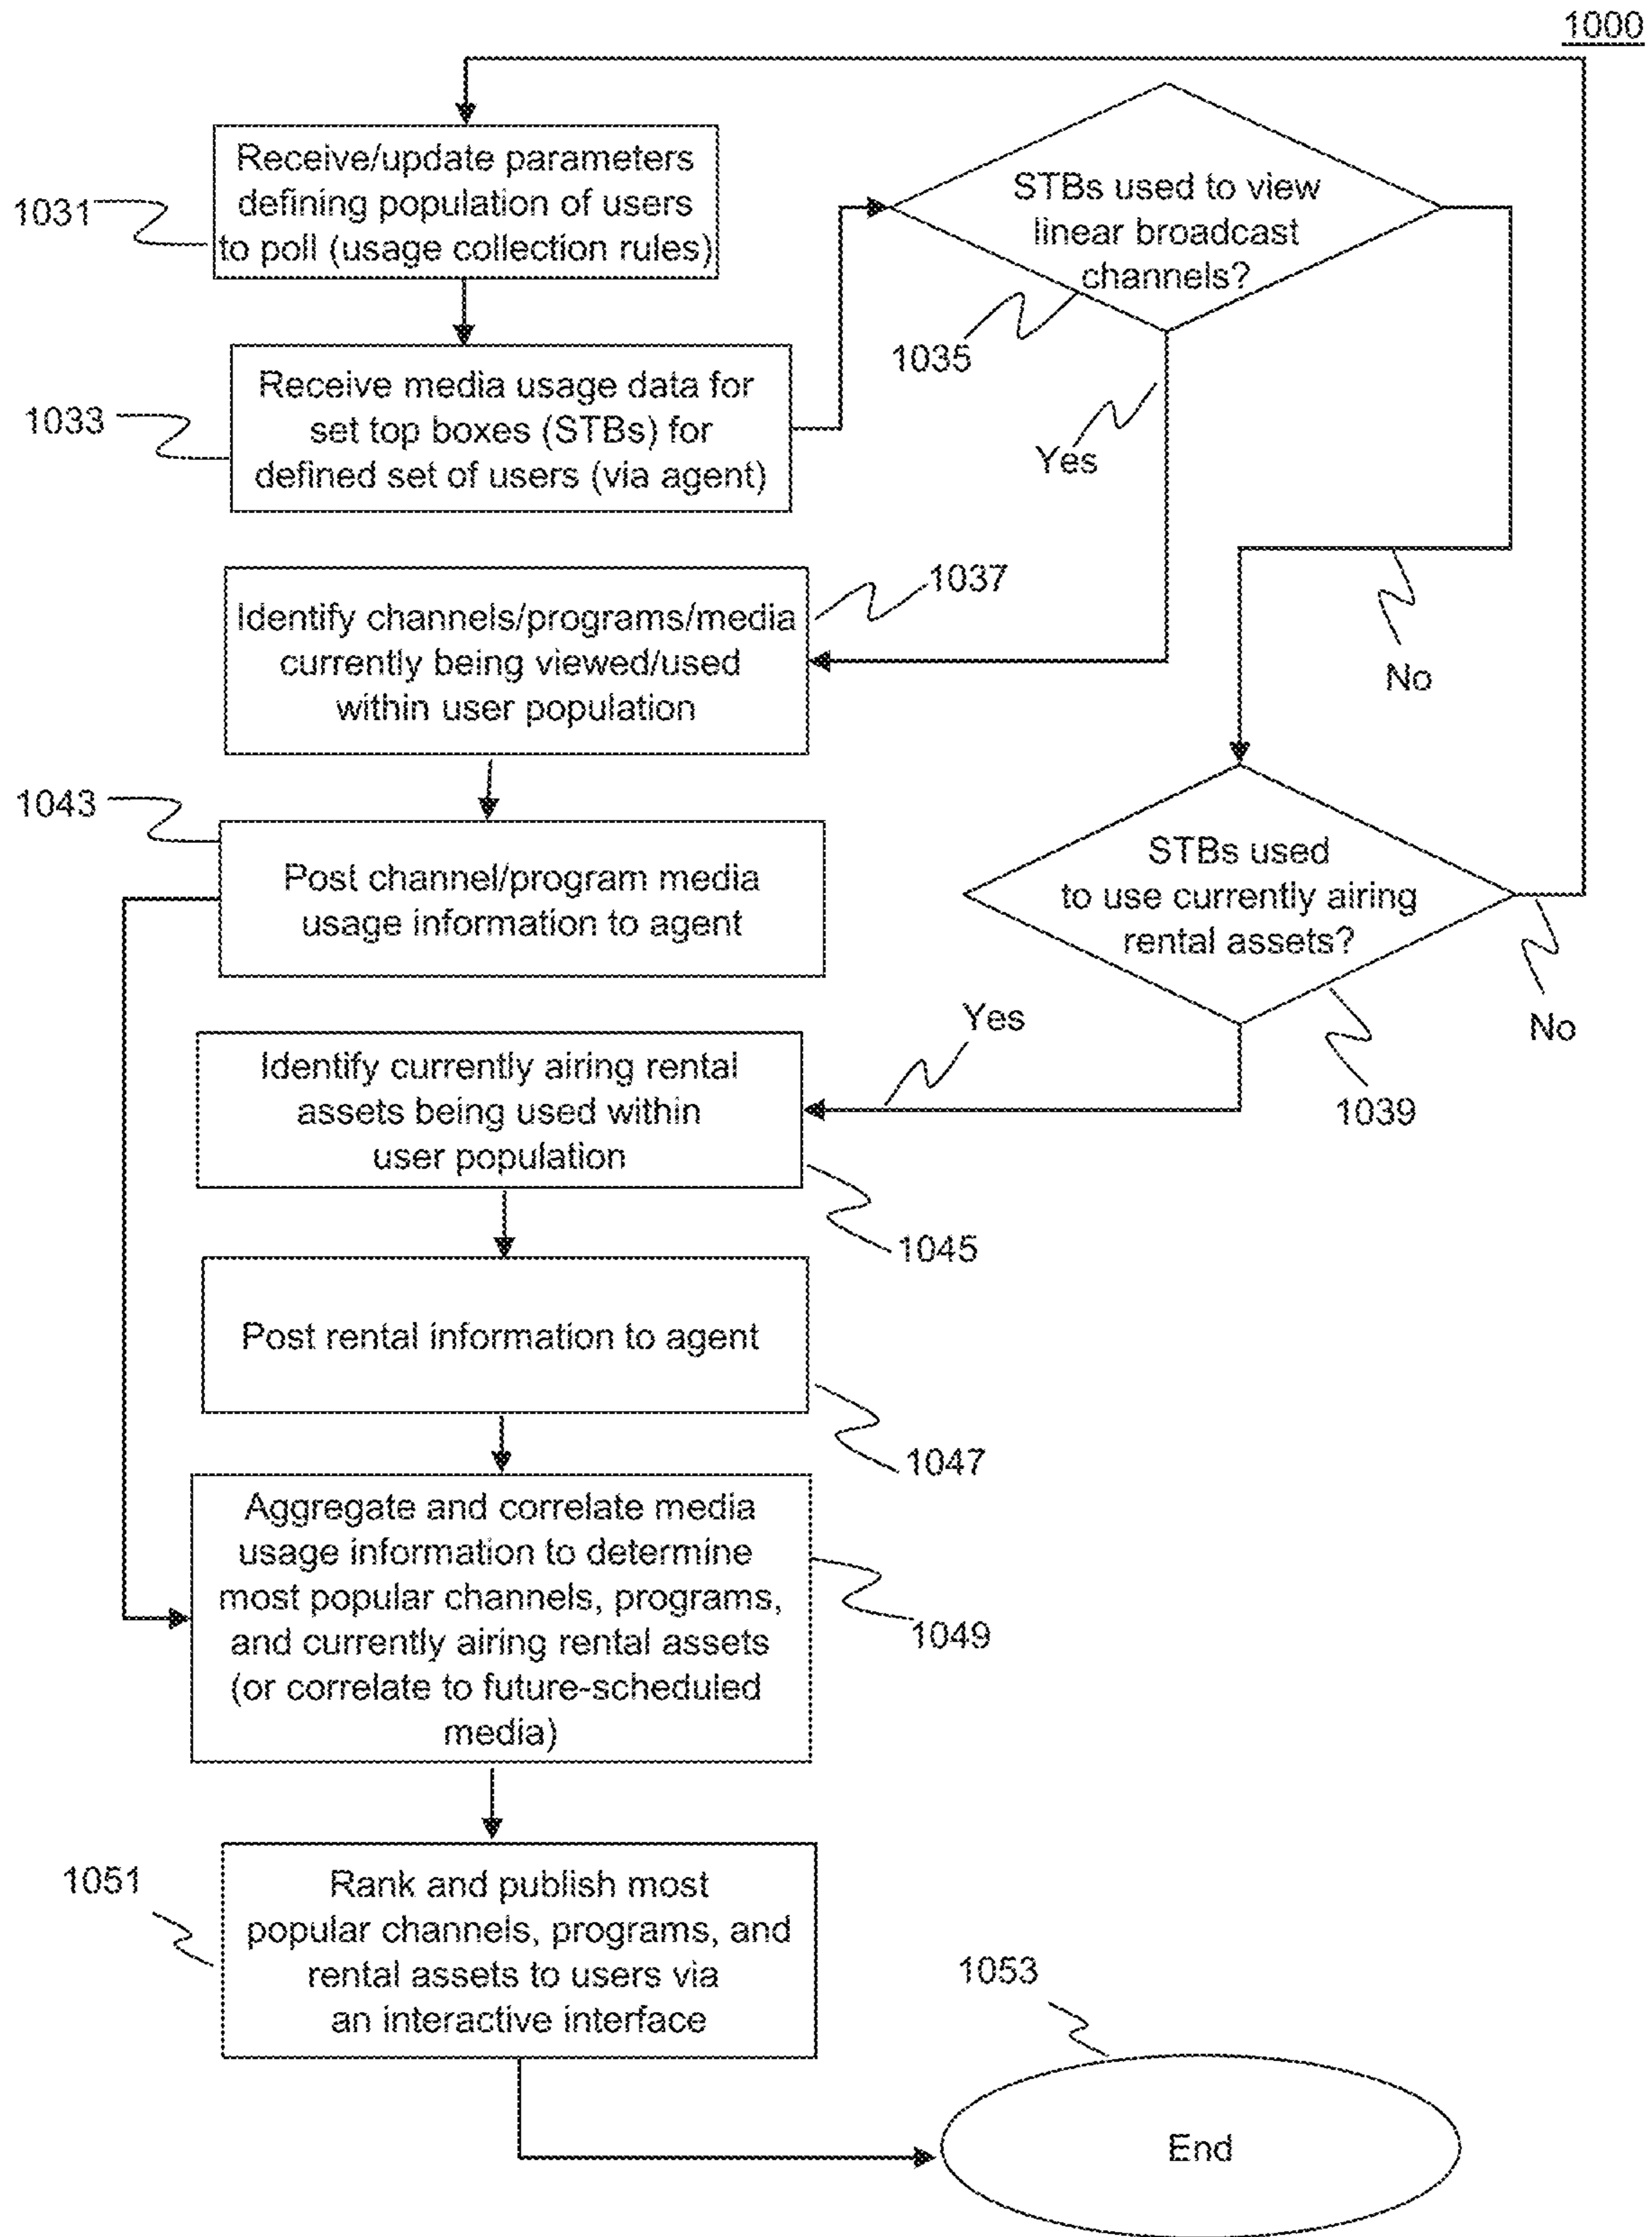 1000
Receive/update parameters
defining population of users
to poll (usage collection rules)
1031
STBs used to view
linear broadcast
channels?
1035
Receive media usage data for
set top boxes (STBs) for
defined set of users (via agent)
1033
Yes
No
Identify channels/programs/media
currently being viewed/used
within user population
1037
1043
Post channel/program media
usage information to agent
STBs used
to use currently airing
rental assets?
No
1039
Yes
Identify currently airing rental
assets being used within
user population
1045
Post rental information to agent
1047
Aggregate and correlate media
usage information to determine
most popular channels, programs,
and currently airing rental assets
(or correlate to future-scheduled
media)
1049
1051
Rank and publish most
popular channels, programs, and
rental assets to users via
an interactive interface
1053
End